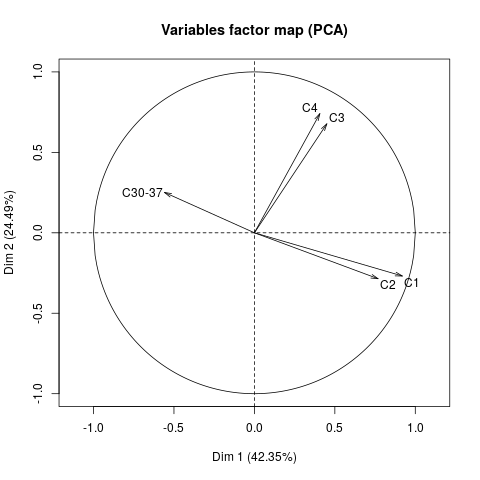 Variables factor map (PCA)
1.0
0.5
0.0
-0.5
-1.0
Dim 2 (24.49%)
C4
C3
C30-37
C2
C1
-1.0
-0.5
0.0
0.5
1.0
Dim 1 (42.35%)